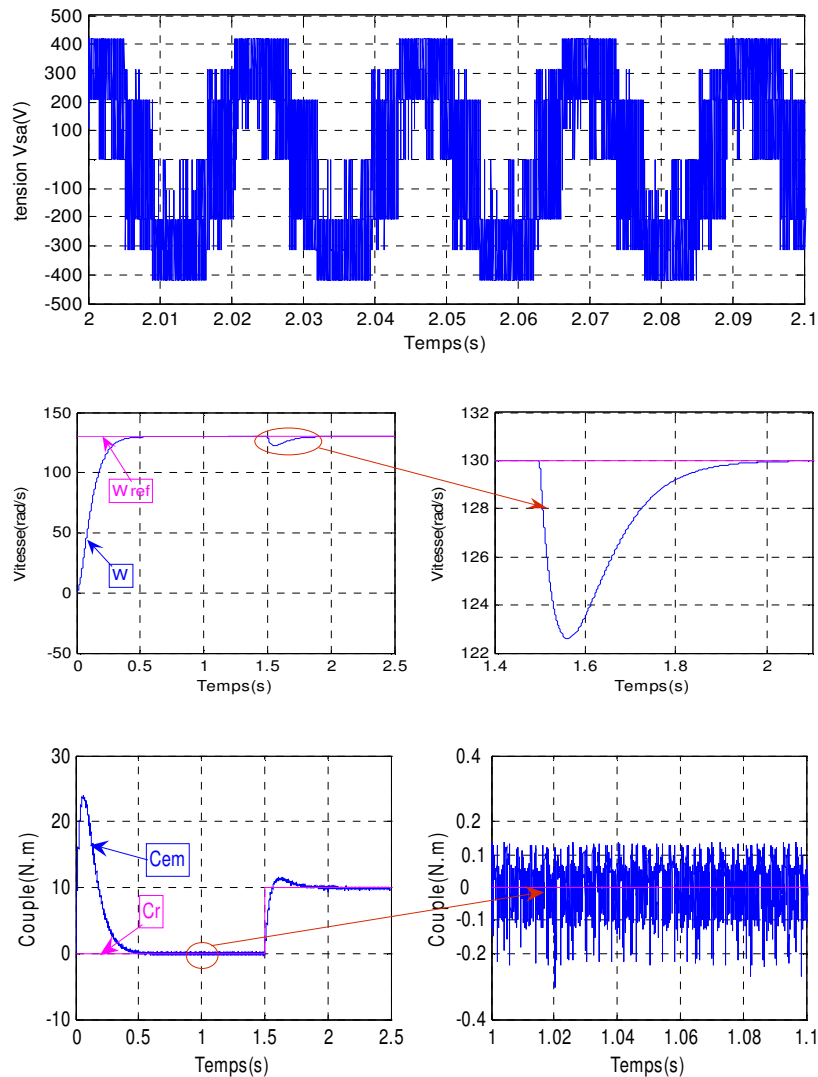 tension Vsa(V)
500
400
300
200
100
-100
-200
-300
-400
-500
2 2.01 2.02 2.03 2.04 2.05 2.06 2.07 2.08 2.09 2.1
Temps(s)
Vitesse(rad/s)
150
100
50
0
-50
W ref
W
0 0.5 1 1.5 2 2.5
Temps(s)
Vitesse(rad/s)
132
130
128
126
124
122
1.4 1.6 1.8 2
Temps(s)
Couple(N.m)
30
20
10
0
-10
Cem
Cr
0 0.5 1 1.5 2 2.5
Temps(s)
Couple(N.m)
0.4
0.2
0.1
0
-0.1
-0.2
-0.4
1 1.02 1.04 1.06 1.08 1.1
Temps(s)